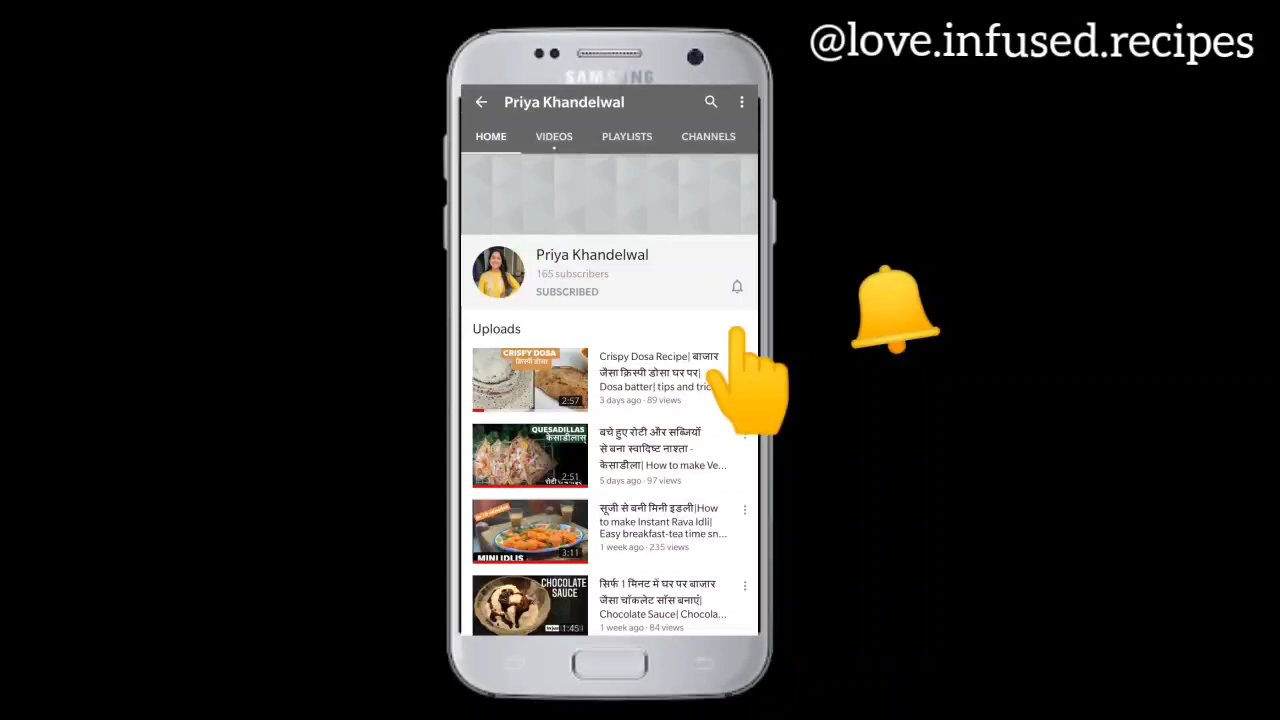 @love.infused.recipes
SAMSUNG
Priya Khandelwal
HOME VIDEOS PLAYLISTS CHANNELS
Priya Khandelwal
165 subscribers
SUBSCRIBED
Uploads
CRISPY DOSA
क्रिस्पी डोसा
2:57
Crispy Dosa Recipe| बाजार
जैसा क्रिस्पी डोसा घर पर|
Dosa batter| tips and tric
3 days ago · 89 views
QUESADILLAS
केसाडीलास
2:51
बचे हुए रोटी और सब्जियों
से बना स्वादिष्ट नाश्ता -
केसाडीला| How to make Ve...
5 days ago · 97 views
3:11
MINI IDLIS
सूजी से बनी मिनी इडली|How
to make Instant Rava Idli|
Easy breakfast-tea time sn...
1 week ago · 235 views
CHOCOLATE
SAUCE
1:45
सिर्फ 1 मिनट में घर पर बाजार
जैसा चॉकलेट सॉस बनाएं|
Chocolate Sauce| Chocola...
1 week ago · 84 views